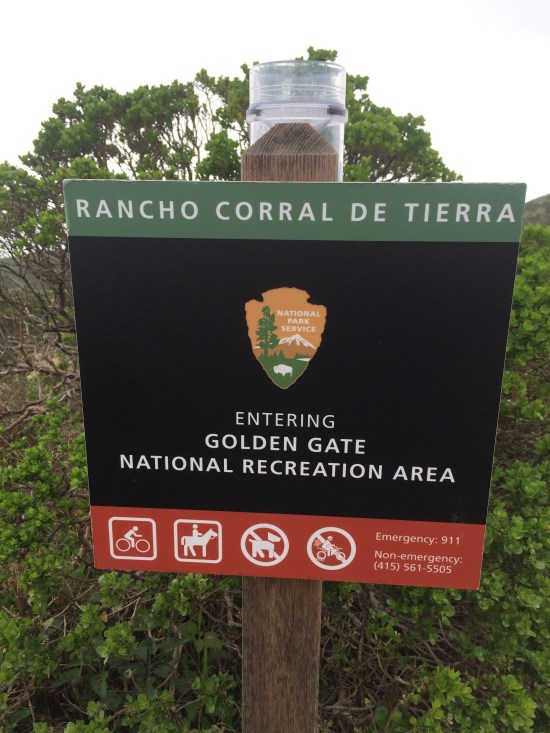 RANCHO CORRAL DE TIERRA
NATIONAL
PARK
SERVICE
ENTERING
GOLDEN GATE
NATIONAL RECREATION AREA
Emergency: 911
Non-emergency:
(415) 561-5505